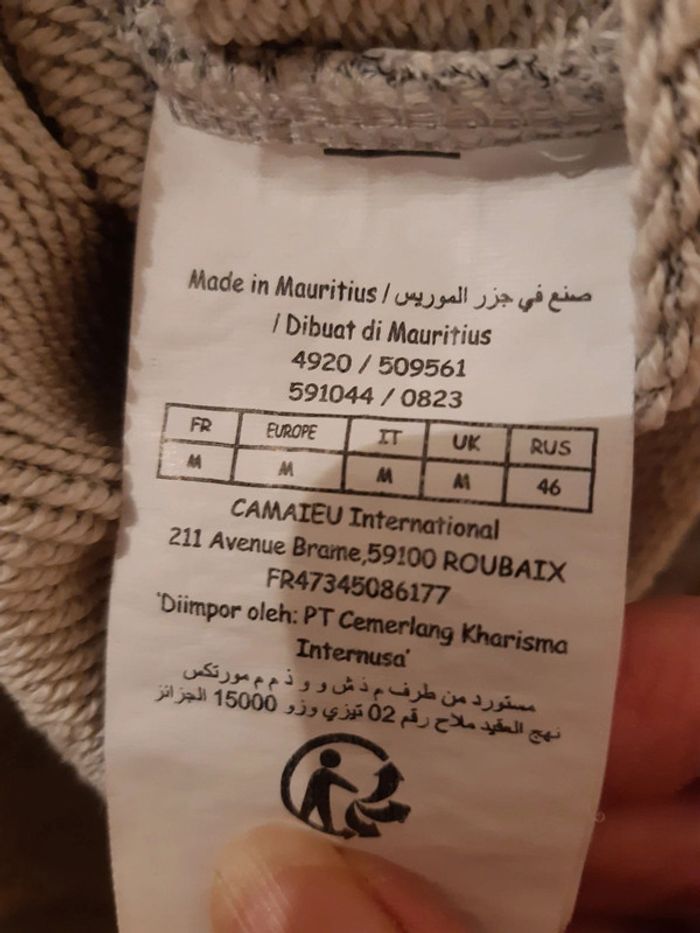 Made in Mauritius / صنع في جزر الموريس
/ Dibuat di Mauritius
4920 / 509561
591044 / 0823
FR EUROPE IT UK RUS
M M M M 46
CAMAIEU International
211 Avenue Brame,59100 ROUBAIX
FR47345086177
'Diimpor oleh: PT Cemerlang Kharisma
Internusa'
مستورد من طرف م ذ ش و و ذ م م مورتكس
نهج العقيد ملاح رقم 02 تيزي وزو 15000 الجزائر